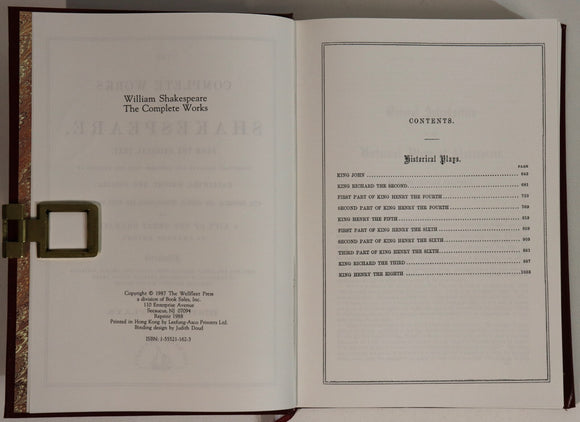 William Shakespeare
The Complete Works
Copyright © 1987 The Wellfleet Press
a division of Book Sales, Inc.
110 Enterprise Avenue
Secaucus, NJ 07094
Reprint 1988
Printed in Hong Kong by Leefung-Asco Printers Ltd.
Binding design by Judith Doud
ISBN: 1-55521-162-3
CONTENTS.
Historical Plays.
PAGE
KING JOHN
KING RICHARD THE SECOND
FIRST PART OF KING HENRY THE FOURTH
SECOND PART OF KING HENRY THE FOURTH
KING HENRY THE FIFTH
FIRST PART OF KING HENRY THE SIXTH
SECOND PART OF KING HENRY THE SIXTH
THIRD PART OF KING HENRY THE SIXTH
KING RICHARD THE THIRD
KING HENRY THE EIGHTH